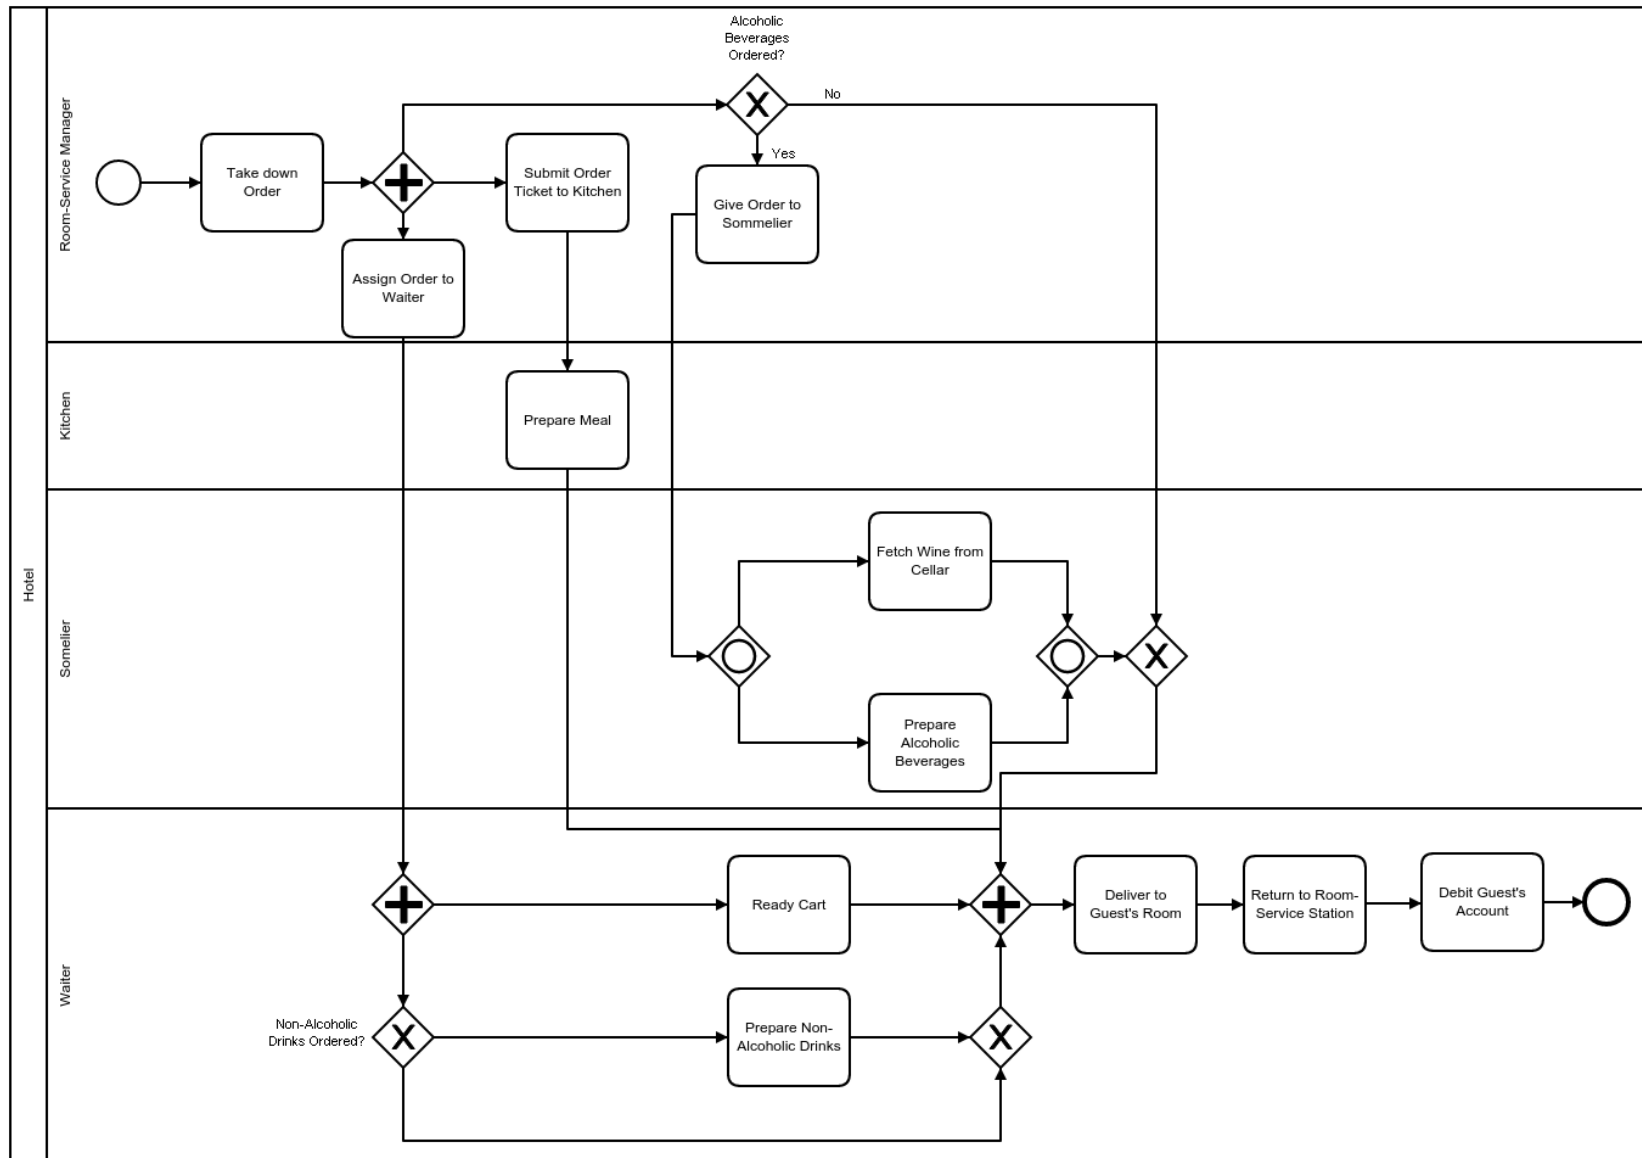 Hotel
Room-Service Manager
Alcoholic
Beverages
Ordered?
No
Yes
Take down
Order
Submit Order
Ticket to Kitchen
Give Order to
Sommelier
Assign Order to
Waiter
Kitchen
Prepare Meal
Somelier
Fetch Wine from
Cellar
Prepare
Alcoholic
Beverages
Waiter
Ready Cart
Deliver to
Guest's Room
Return to Room-
Service Station
Debit Guest's
Account
Non-Alcoholic
Drinks Ordered?
Prepare Non-
Alcoholic Drinks